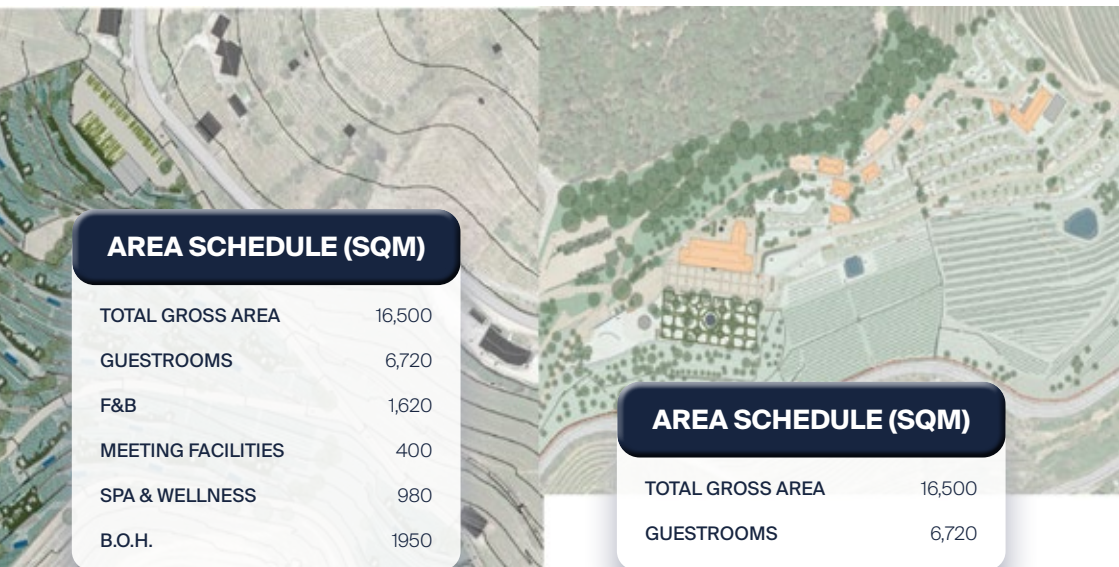 AREA SCHEDULE (SQM)
TOTAL GROSS AREA 16,500
GUESTROOMS 6,720
F&B 1,620
MEETING FACILITIES 400
SPA & WELLNESS 980
B.O.H. 1950
AREA SCHEDULE (SQM)
TOTAL GROSS AREA 16,500
GUESTROOMS 6,720